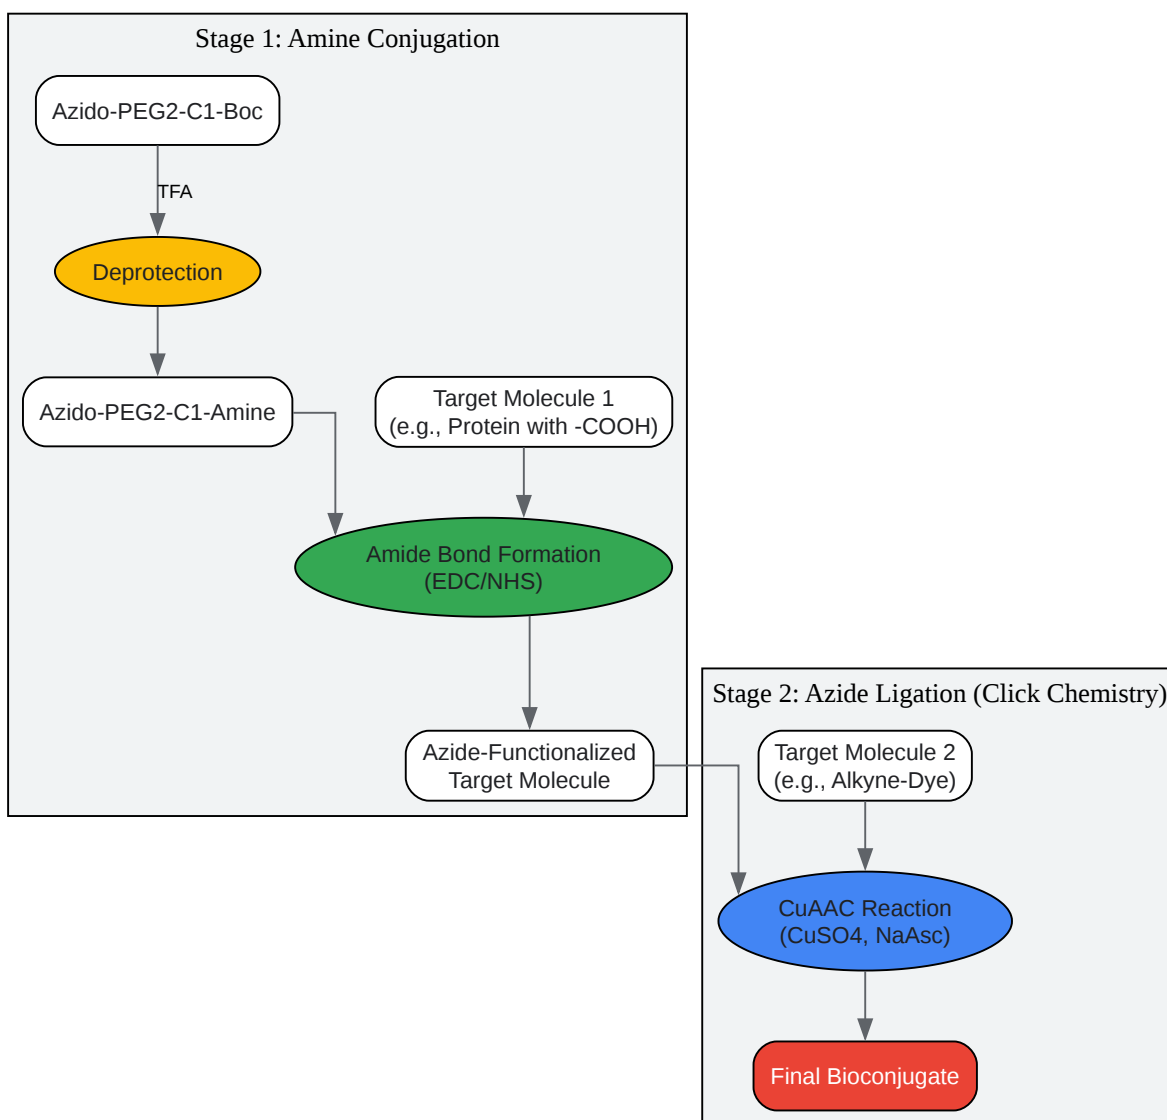 Stage 1: Amine Conjugation
Azido-PEG2-C1-Boc
TFA
Deprotection
Azido-PEG2-C1-Amine
Target Molecule 1
(e.g., Protein with -COOH)
Amide Bond Formation
(EDC/NHS)
Azide-Functionalized
Target Molecule
Stage 2: Azide Ligation (Click Chemistry)
Target Molecule 2
(e.g., Alkyne-Dye)
CuAAC Reaction
(CuSO4, NaAsc)
Final Bioconjugate